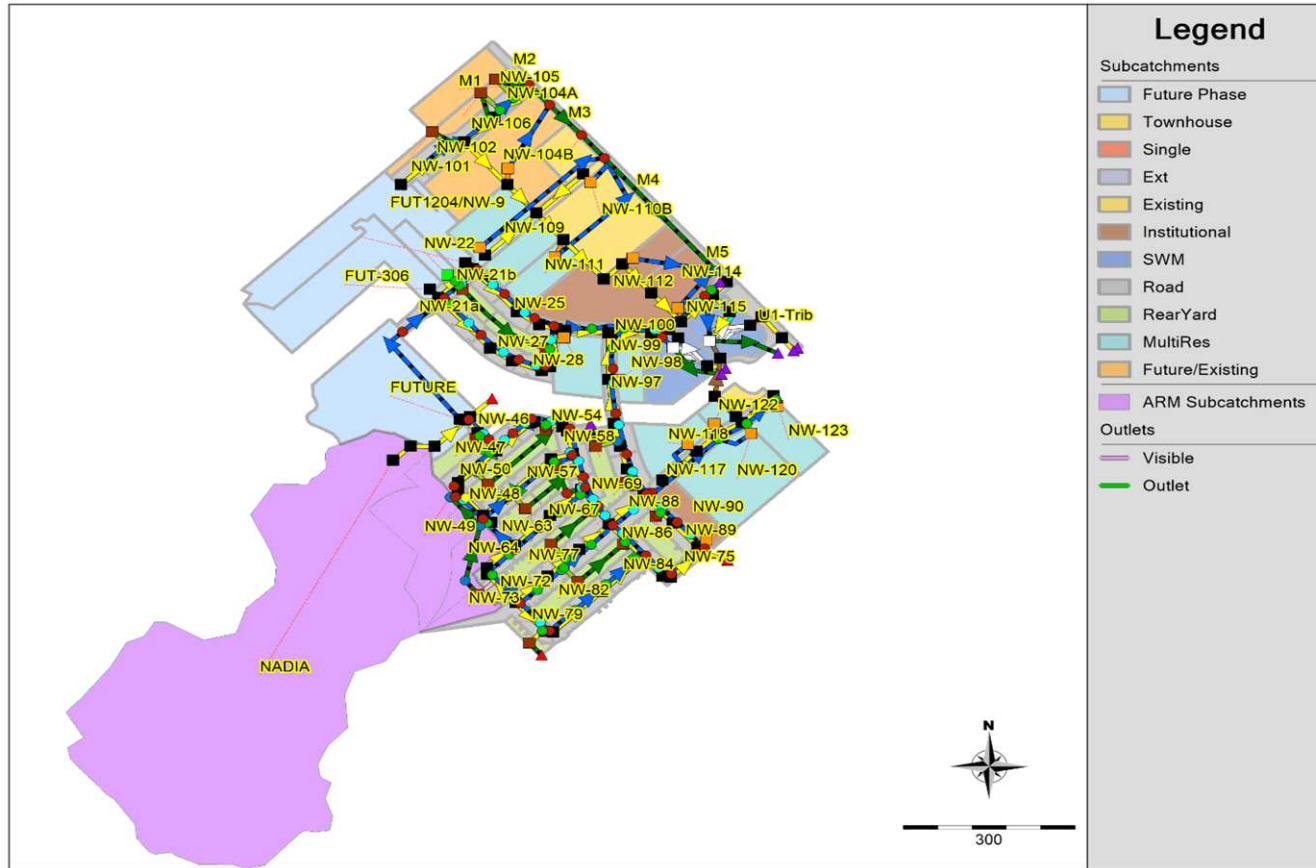 M2
M1
NW-105
NW-104A
M3
NW-106
NW-102
NW-104B
NW-101
M4
FUT1204/NW-9
NW-110B
NW-109
NW-22
M5
NW-111
FUT-306
NW-21b
NW-112
NW-114
NW-21a
NW-25
NW-115
U1-Trib
NW-100
NW-27
NW-99
NW-28
NW-98
NW-97
FUTURE
NW-122
NW-46
NW-54
NW-123
NW-47
NW-58
NW-118
NW-50
NW-57
NW-117
NW-120
NW-48
NW-69
NW-88
NW-90
NW-49
NW-63
NW-67
NW-86
NW-89
NW-64
NW-77
NW-84
NW-75
NW-72
NW-82
NW-73
NW-79
NADIA
N
300
Legend
Subcatchments
Future Phase
Townhouse
Single
Ext
Existing
Institutional
SWM
Road
RearYard
MultiRes
Future/Existing
ARM Subcatchments
Outlets
Visible
Outlet